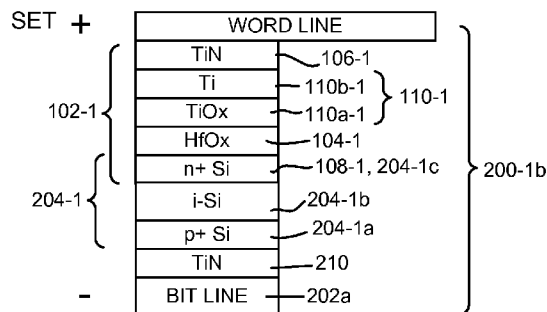 SET + WORD LINE
TiN 106-1
Ti 110b-1
110-1
TiOx 110a-1
102-1
HfOx 104-1
n+ Si 108-1, 204-1c 200-1b
204-1 i-Si 204-1b
p+ Si 204-1a
TiN 210
- BIT LINE 202a